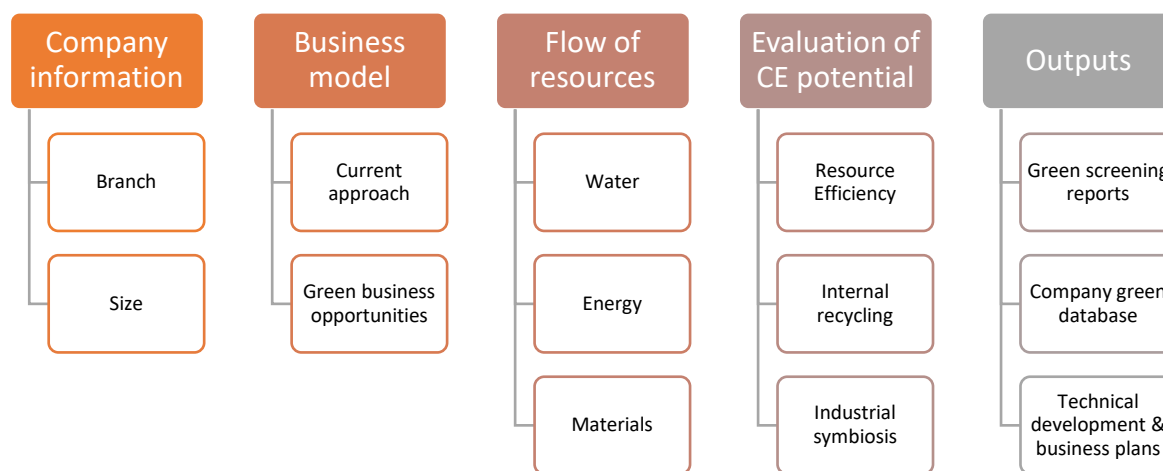 Company
information
Branch
Size
Business
model
Current
approach
Green business
opportunities
Flow of
resources
Water
Energy
Materials
Evaluation of
CE potential
Resource
Efficiency
Internal
recycling
Industrial
symbiosis
Outputs
Green screening
reports
Company green
database
Technical
development &
business plans